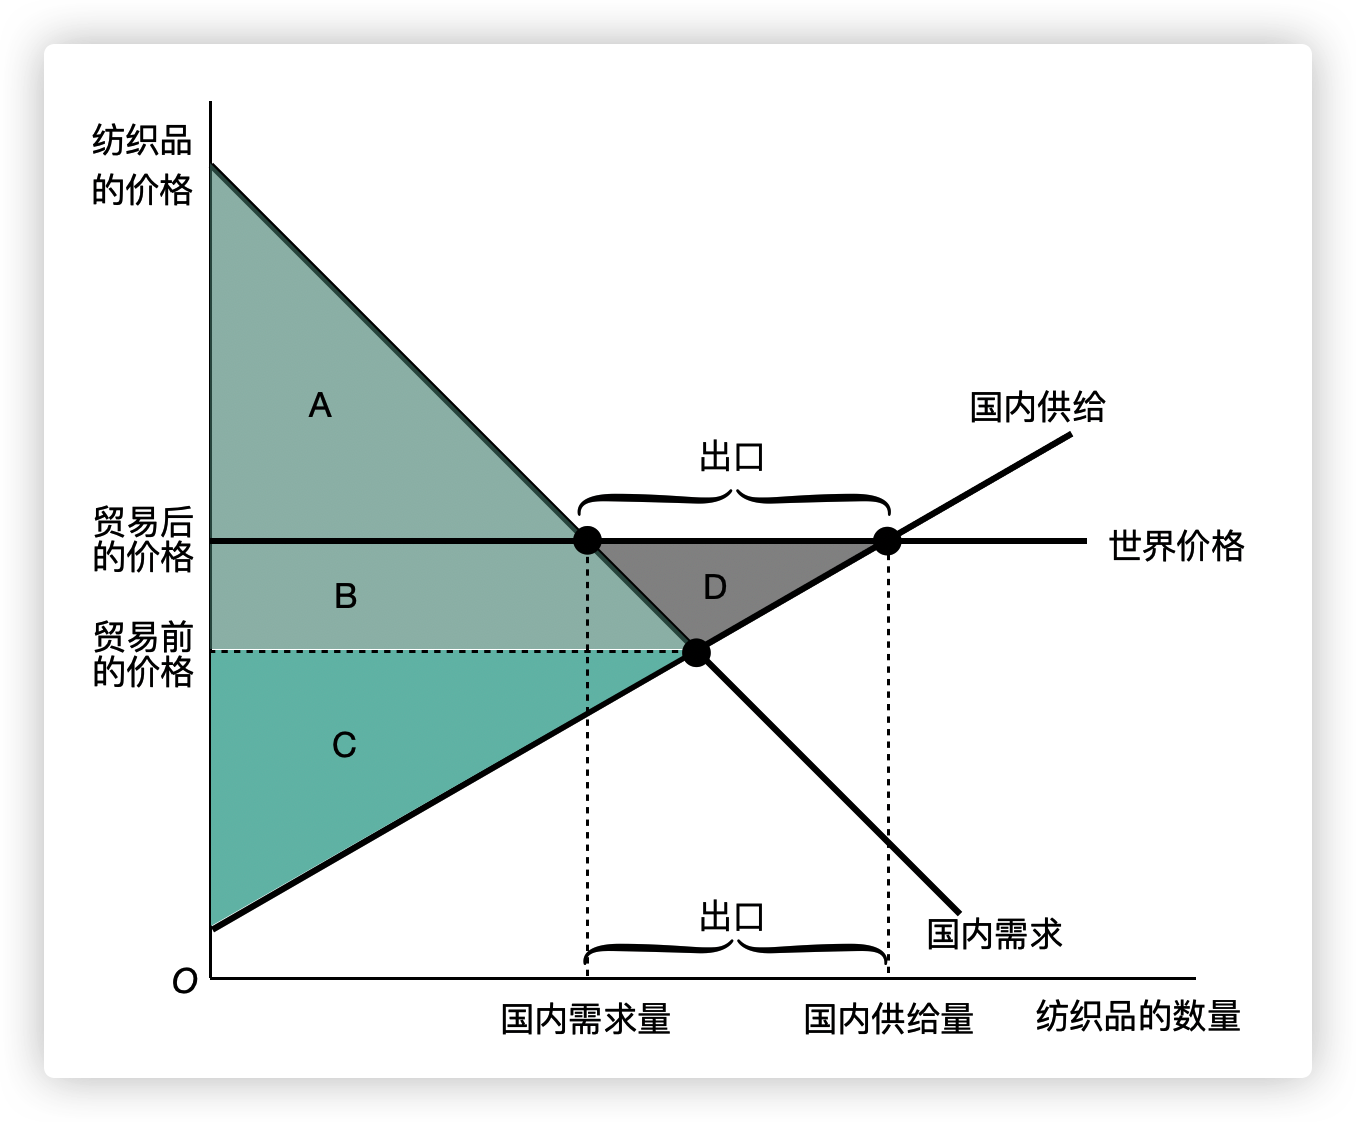 纺织品
的价格
A
国内供给
出口
贸易后
的价格
世界价格
D
B
贸易前
的价格
C
出口
国内需求
O
国内需求量
国内供给量
纺织品的数量